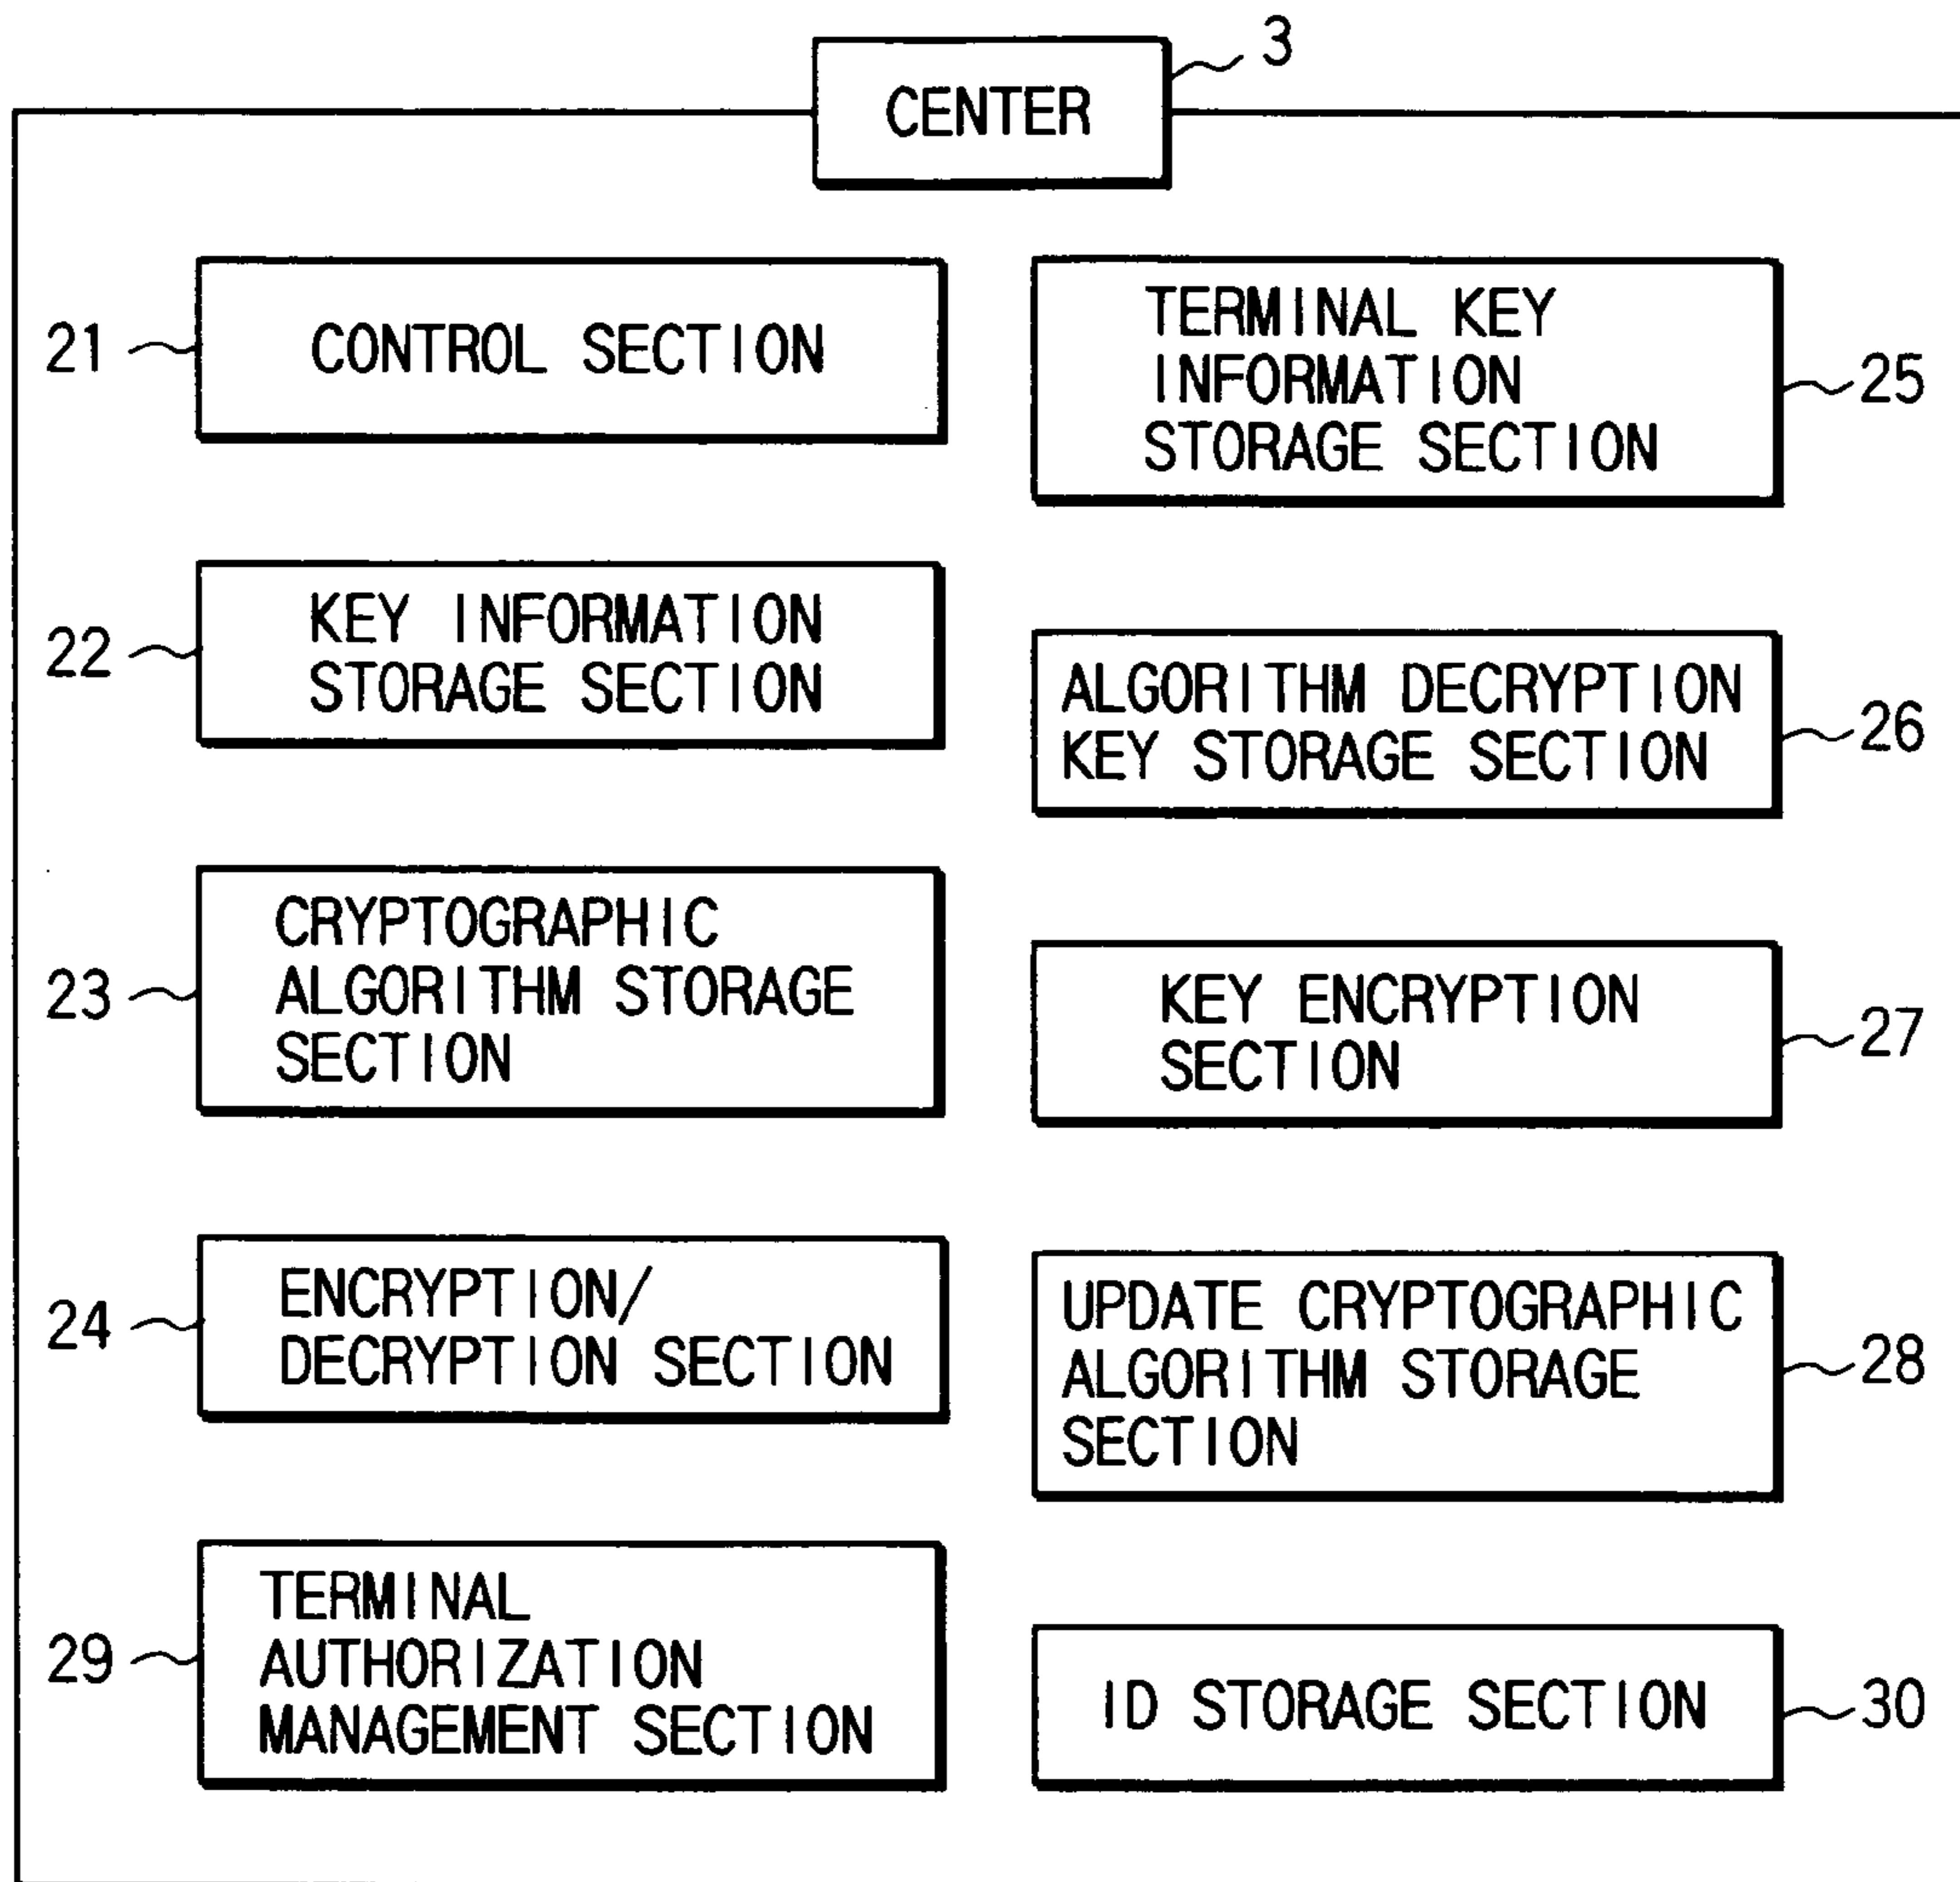 3
CENTER
21
CONTROL SECTION
TERMINAL KEY
INFORMATION
STORAGE SECTION
25
22
KEY INFORMATION
STORAGE SECTION
ALGORITHM DECRYPTION
KEY STORAGE SECTION
26
23
CRYPTOGRAPHIC
ALGORITHM STORAGE
SECTION
KEY ENCRYPTION
SECTION
27
24
ENCRYPTION/
DECRYPTION SECTION
UPDATE CRYPTOGRAPHIC
ALGORITHM STORAGE
SECTION
28
29
TERMINAL
AUTHORIZATION
MANAGEMENT SECTION
ID STORAGE SECTION
30